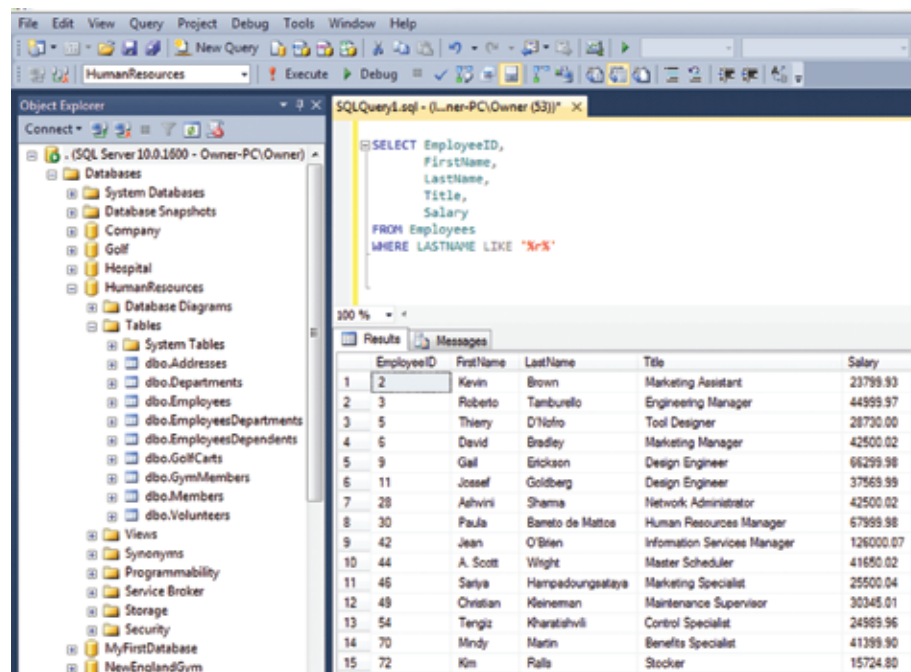 File Edit View Query Project Debug Tools Window Help
New Query
HumanResources Execute Debug
Object Explorer
Connect
. (SQL Server 10.0.1600 - Owner-PC\Owner)
Databases
System Databases
Database Snapshots
Company
Golf
Hospital
HumanResources
Database Diagrams
Tables
System Tables
dbo.Addresses
dbo.Departments
dbo.Employees
dbo.EmployeesDepartments
dbo.EmployeesDependents
dbo.GolfCarts
dbo.GymMembers
dbo.Members
dbo.Volunteers
Views
Synonyms
Programmability
Service Broker
Storage
Security
MyFirstDatabase
NewEnglandGym
SQLQuery1.sql - (l...ner-PC\Owner (53))*
SELECT EmployeeID,
FirstName,
LastName,
Title,
Salary
FROM Employees
WHERE LASTNAME LIKE '%r%'
100 %
Results Messages
EmployeeID FirstName LastName Title Salary
1 2 Kevin Brown Marketing Assistant 23799.93
2 3 Roberto Tamburello Engineering Manager 44999.97
3 5 Thierry D'Nofro Tool Designer 28730.00
4 6 David Bradley Marketing Manager 42500.02
5 9 Gail Erickson Design Engineer 66299.98
6 11 Jossef Goldberg Design Engineer 37569.99
7 28 Ashvini Sharma Network Administrator 42500.02
8 30 Paula Barreto de Mattos Human Resources Manager 67999.98
9 42 Jean O'Brien Information Services Manager 126000.07
10 44 A. Scott Wright Master Scheduler 41650.02
11 46 Sariya Harnpadoungsataya Marketing Specialist 25500.04
12 49 Christian Kleinerman Maintenance Supervisor 30345.01
13 54 Tengiz Kharatishvili Control Specialist 24989.96
14 70 Mindy Martin Benefits Specialist 41399.90
15 72 Kim Ralls Stocker 15724.80